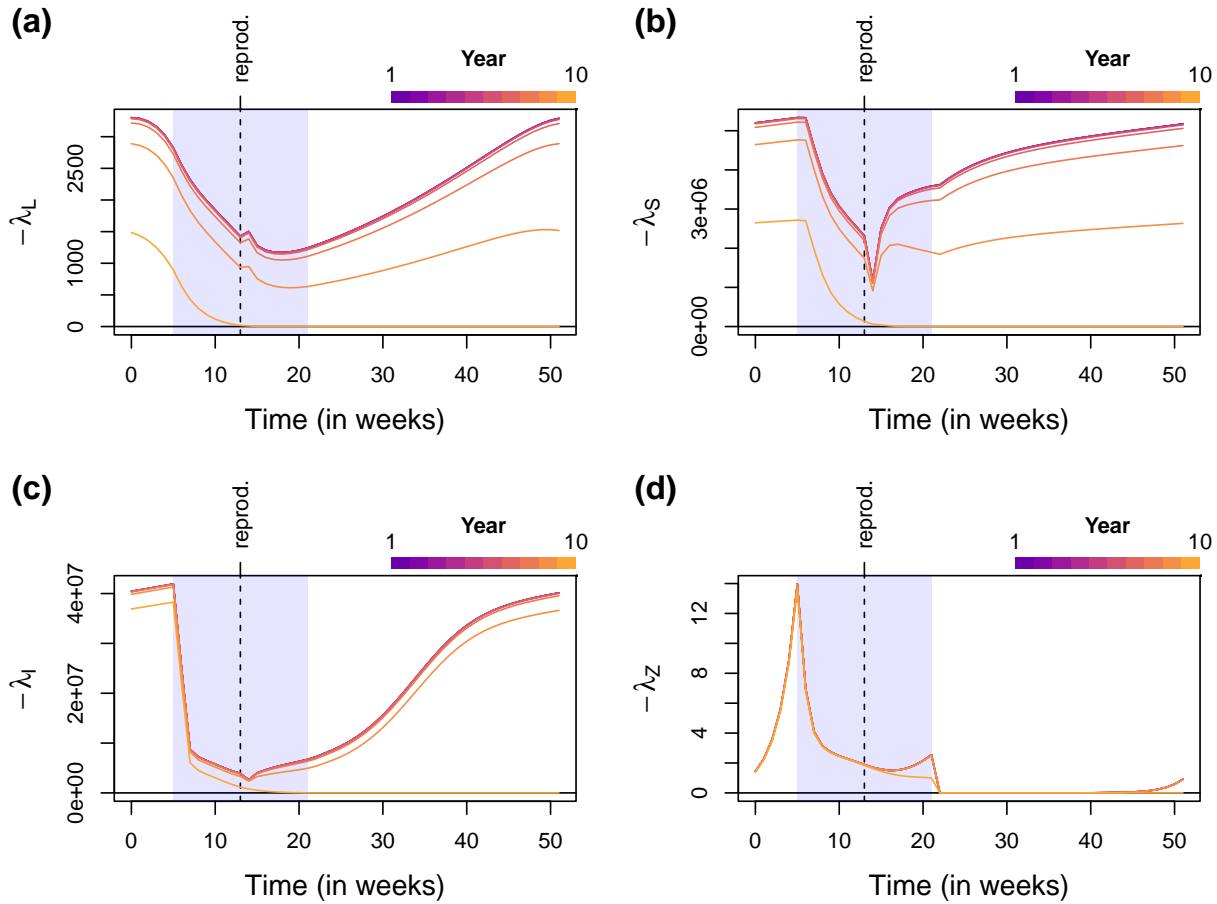 (a)
reprod.
Year
1 10
−λL
0 1000 2500
0 10 20 30 40 50
Time (in weeks)
(b)
reprod.
Year
1 10
−λS
0e+00 3e+06
0 10 20 30 40 50
Time (in weeks)
(c)
reprod.
Year
1 10
−λI
0e+00 2e+07 4e+07
0 10 20 30 40 50
Time (in weeks)
(d)
reprod.
Year
1 10
−λZ
0 4 8 12
0 10 20 30 40 50
Time (in weeks)